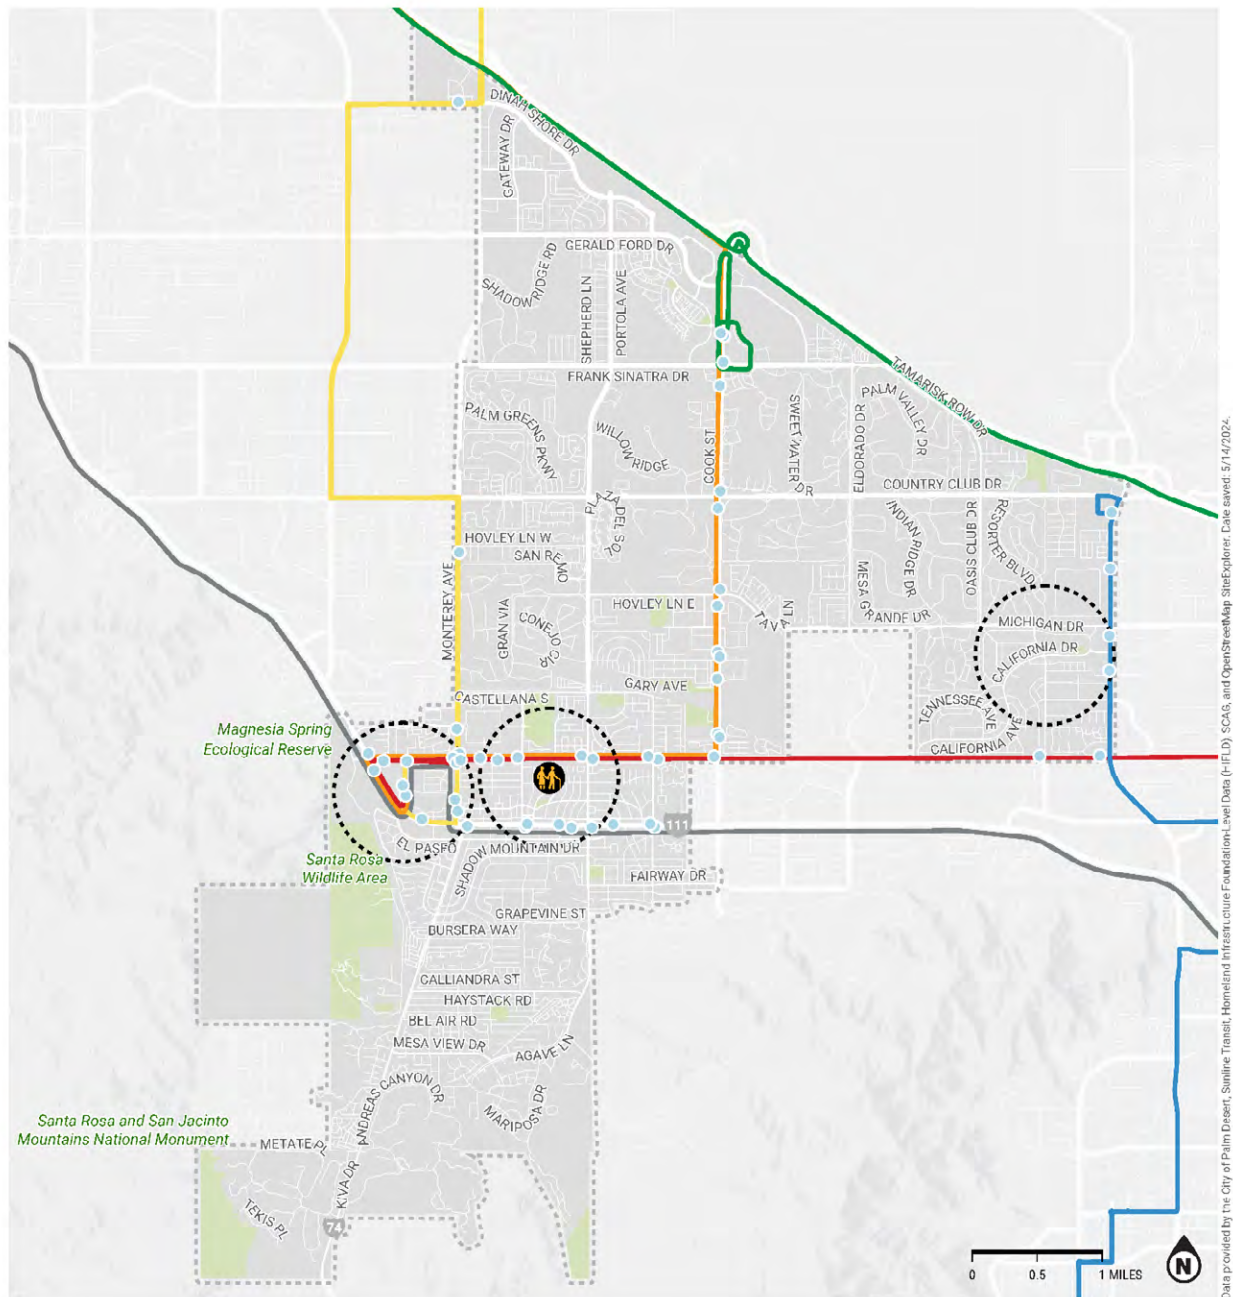 DINAH SHORE DR
GATEWAY DR
GERALD FORD DR
SHADOW RIDGE RD
SHEPHERD LN
PORTOLA AVE
FRANK SINATRA DR
TAMARISK ROW DR
PALM VALLEY DR
ELDORADO DR
SWEETWATER DR
PALM GREENS PKWY
WILLOW RIDGE
COOK ST
COUNTRY CLUB DR
PLAZA DEL SOL
HOVLEY LN W
SAN REMO
INDIAN RIDGE DR
OASIS CLUB DR
RESORTER BLVD
MONTEREY AVE
GRAN VIA
CONEJO CIR
HOVLEY LN E
TAVA LN
MESA GRANDE DR
MICHIGAN DR
CALIFORNIA DR
GARY AVE
CASTELLANA S
TENNESSEE AVE
CALIFORNIA AVE
Magnesia Spring
Ecological Reserve
111
EL PASEO
SHADOW MOUNTAIN DR
Santa Rosa
Wildlife Area
FAIRWAY DR
GRAPEVINE ST
BURSERA WAY
CALLIANDRA ST
HAYSTACK RD
BEL AIR RD
MESA VIEW DR
AGAVE LN
ANDREAS CANYON DR
MARIPOSA DR
Santa Rosa and San Jacinto
Mountains National Monument
METATE PL
KIVA DR
TEKIS PL
74
0 0.5 1 MILES
N
Data provided by the City of Palm Desert, Sunline Transit, Homeland Infrastructure Foundation-Level Data (HIFLD), SCAG, and OpenStreetMap SiteExplorer. Date saved: 5/14/2024.